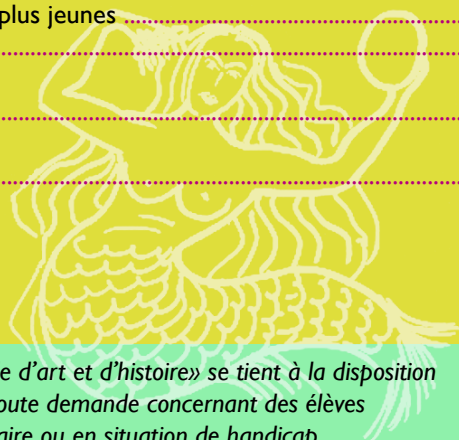 plus jeunes ................................................
................................................
................................................
................................................
e d’art et d’histoire» se tient à la disposition
oute demande concernant des élèves
aire ou en situation de handicap